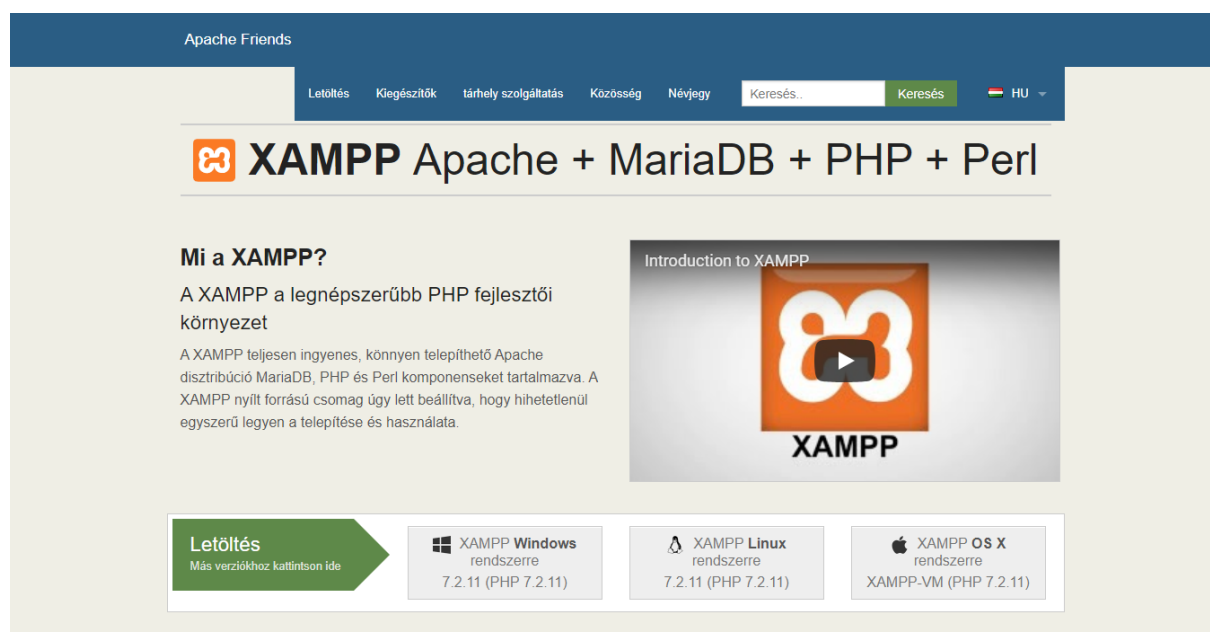 Apache Friends
Letöltés Kiegészítők tárhely szolgáltatás Közösség Névjegy Keresés.. Keresés HU
XAMPP Apache + MariaDB + PHP + Perl
Mi a XAMPP?
A XAMPP a legnépszerűbb PHP fejlesztői
környezet
A XAMPP teljesen ingyenes, könnyen telepíthető Apache
disztribúció MariaDB, PHP és Perl komponenseket tartalmazva. A
XAMPP nyílt forrású csomag úgy lett beállítva, hogy hihetetlenül
egyszerű legyen a telepítése és használata.
Introduction to XAMPP
XAMPP
Letöltés
Más verziókhoz kattintson ide
XAMPP Windows
rendszerre
7.2.11 (PHP 7.2.11)
XAMPP Linux
rendszerre
7.2.11 (PHP 7.2.11)
XAMPP OS X
rendszerre
XAMPP-VM (PHP 7.2.11)